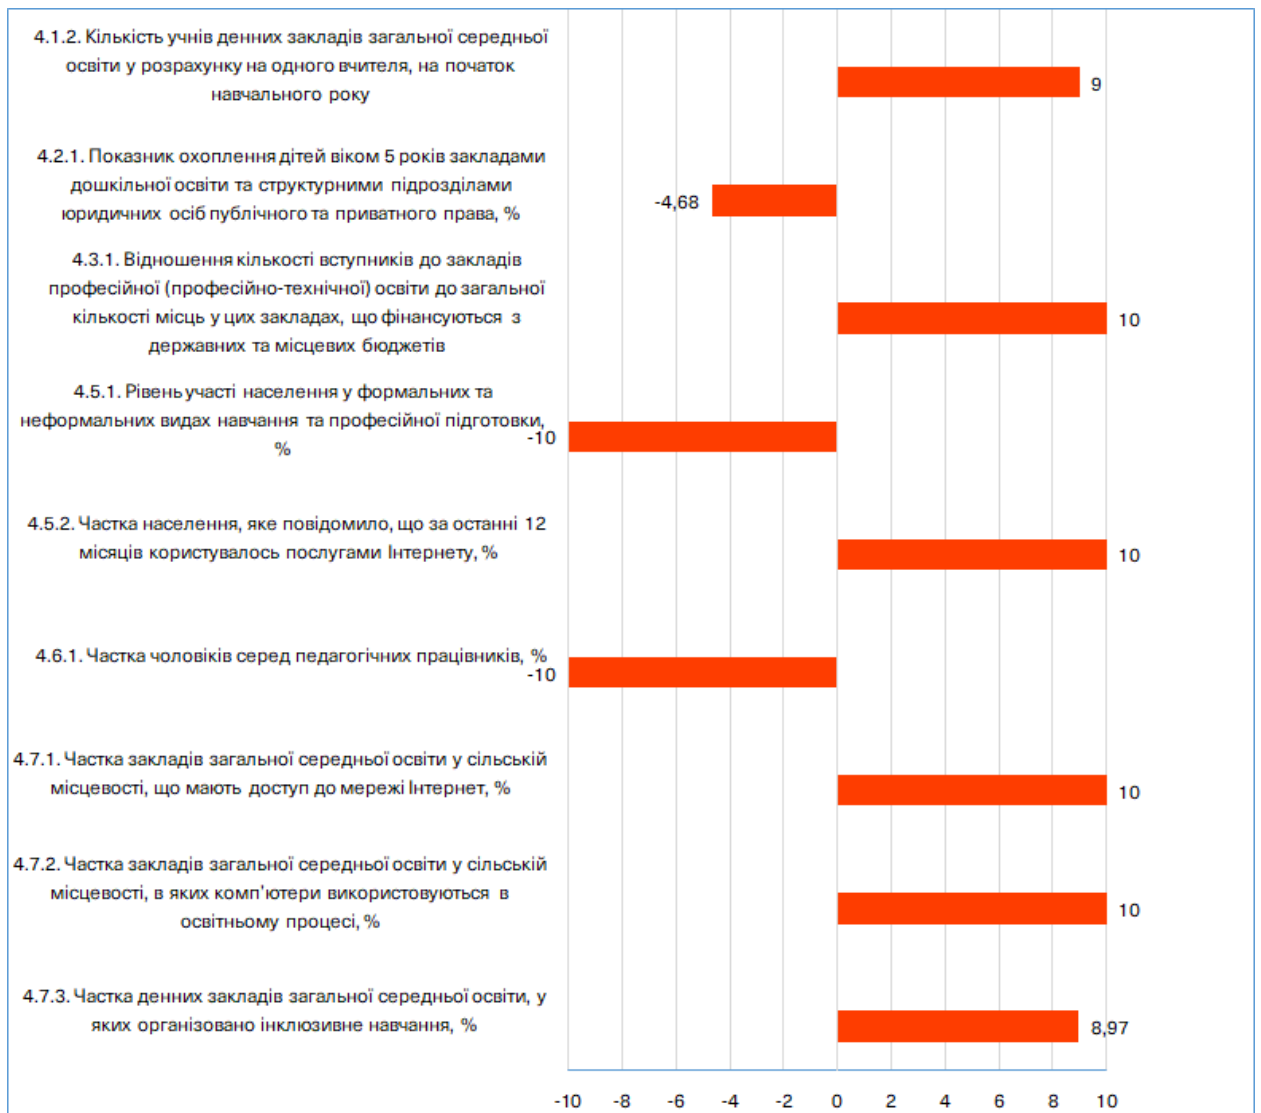 4.1.2. Кількість учнів денних закладів загальної середньої
освіти у розрахунку на одного вчителя, на початок
навчального року
9
4.2.1. Показник охоплення дітей віком 5 років закладами
дошкільної освіти та структурними підрозділами
юридичних осіб публічного та приватного права, %
-4,68
4.3.1. Відношення кількості вступників до закладів
професійної (професійно-технічної) освіти до загальної
кількості місць у цих закладах, що фінансуються з
державних та місцевих бюджетів
10
4.5.1. Рівень участі населення у формальних та
неформальних видах навчання та професійної підготовки,
%
-10
4.5.2. Частка населення, яке повідомило, що за останні 12
місяців користувалось послугами Інтернету, %
10
4.6.1. Частка чоловіків серед педагогічних працівників, %
-10
4.7.1. Частка закладів загальної середньої освіти у сільській
місцевості, що мають доступ до мережі Інтернет, %
10
4.7.2. Частка закладів загальної середньої освіти у сільській
місцевості, в яких комп'ютери використовуються в
освітньому процесі, %
10
4.7.3. Частка денних закладів загальної середньої освіти, у
яких організовано інклюзивне навчання, %
8,97
-10 -8 -6 -4 -2 0 2 4 6 8 10